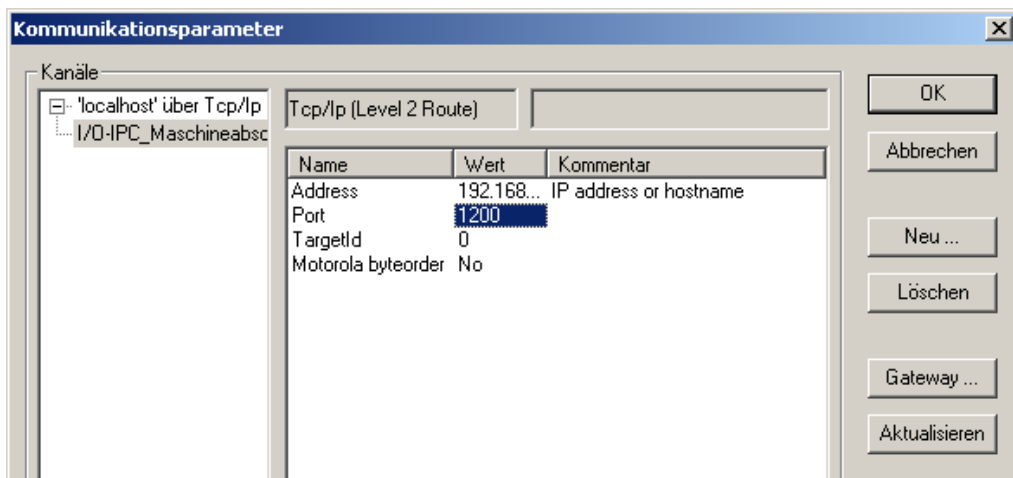 Kommunikationsparameter
Kanäle
'localhost' über Tcp/Ip
I/O-IPC_Maschineabsc
Tcp/Ip (Level 2 Route)
Name Wert Kommentar
Address 192.168... IP address or hostname
Port 1200
TargetId 0
Motorola byteorder No
OK
Abbrechen
Neu ...
Löschen
Gateway ...
Aktualisieren